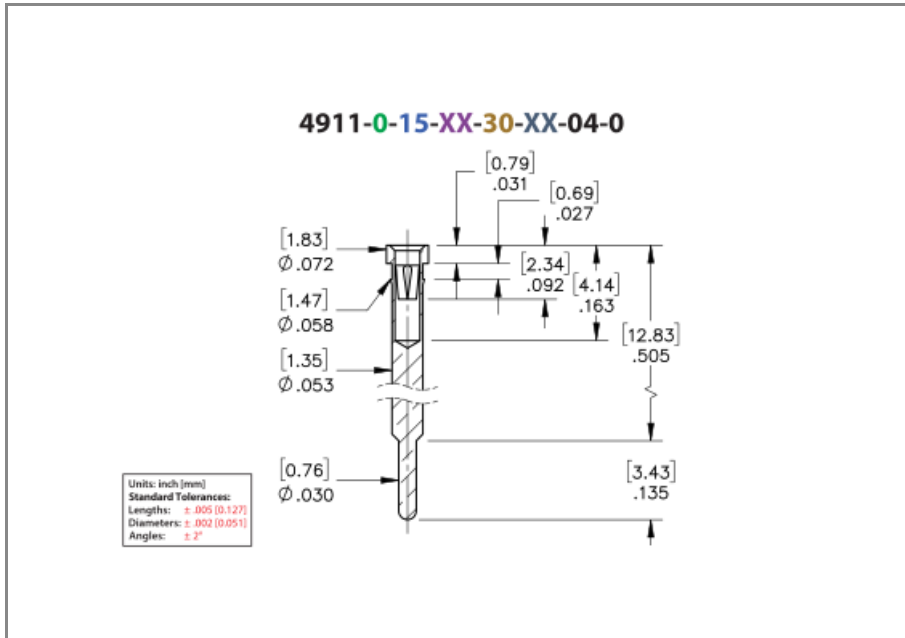 4911-0-15-XX-30-XX-04-0
[0.79]
.031
[0.69]
.027
[1.83]
Ø.072
[2.34]
.092
[4.14]
.163
[1.47]
Ø.058
[12.83]
.505
[1.35]
Ø.053
[0.76]
Ø.030
[3.43]
.135
Units: inch [mm]
Standard Tolerances:
Lengths: ± .005 [0.127]
Diameters: ± .002 [0.051]
Angles: ± 2°